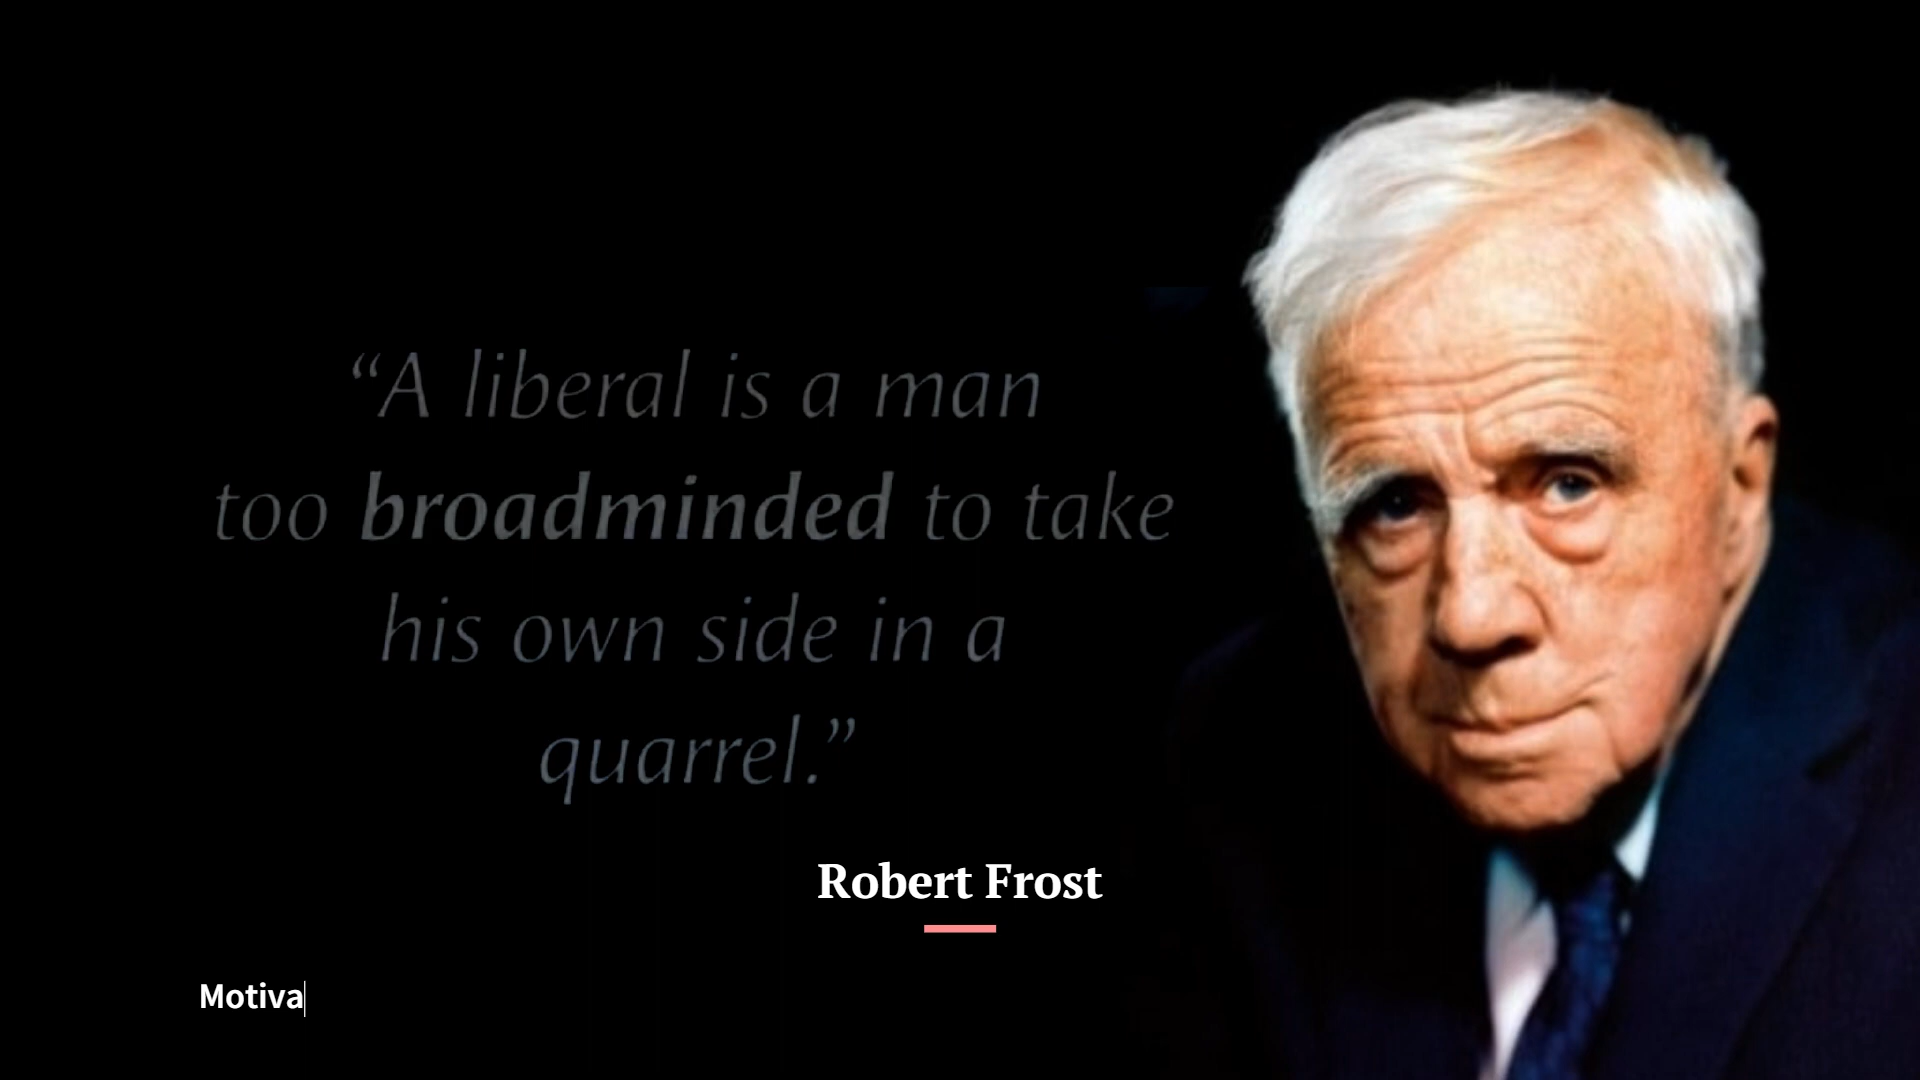 “A liberal is a man
too broadminded to take
his own side in a
quarrel.”
Robert Frost
Motiva